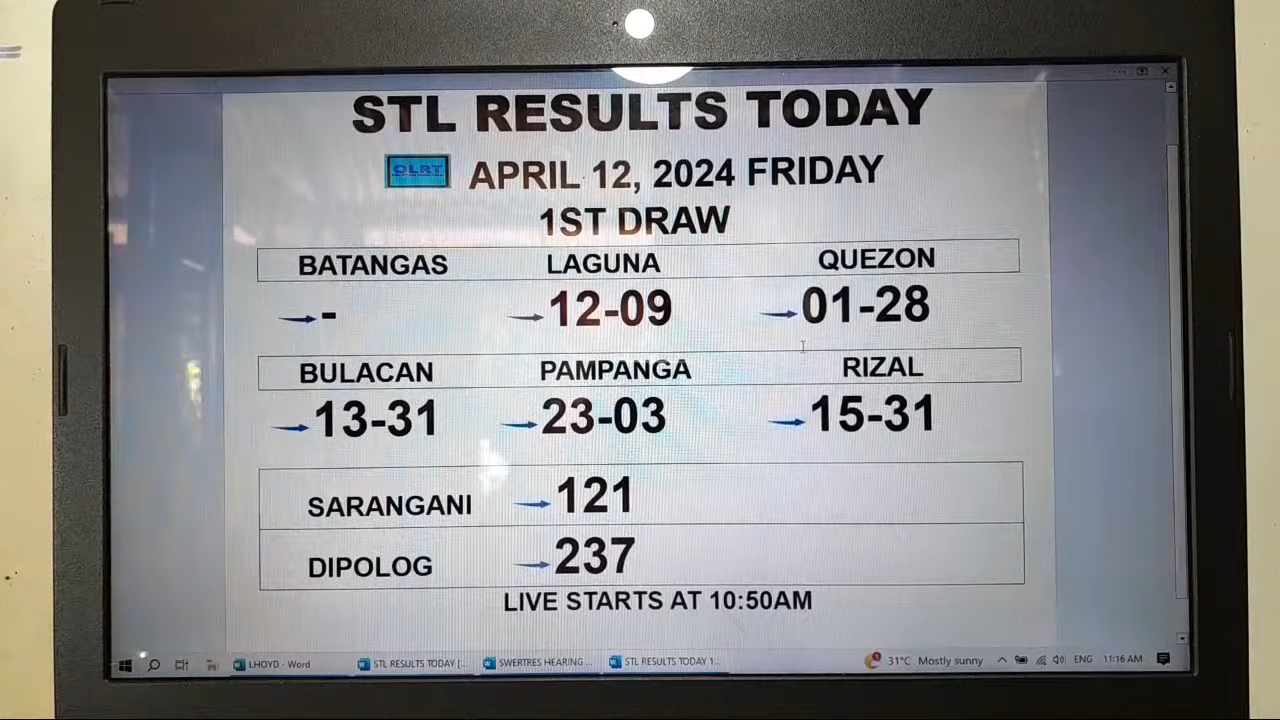 STL RESULTS TODAY
OLRT APRIL 12, 2024 FRIDAY
1ST DRAW
BATANGAS LAGUNA QUEZON
- 12-09 01-28
BULACAN PAMPANGA RIZAL
13-31 23-03 15-31
SARANGANI 121
DIPOLOG 237
LIVE STARTS AT 10:50AM
LHOYD - Word STL RESULTS TODAY [... SWERTRES HEARING ... STL RESULTS TODAY 1... 31°C Mostly sunny ENG 11:16 AM